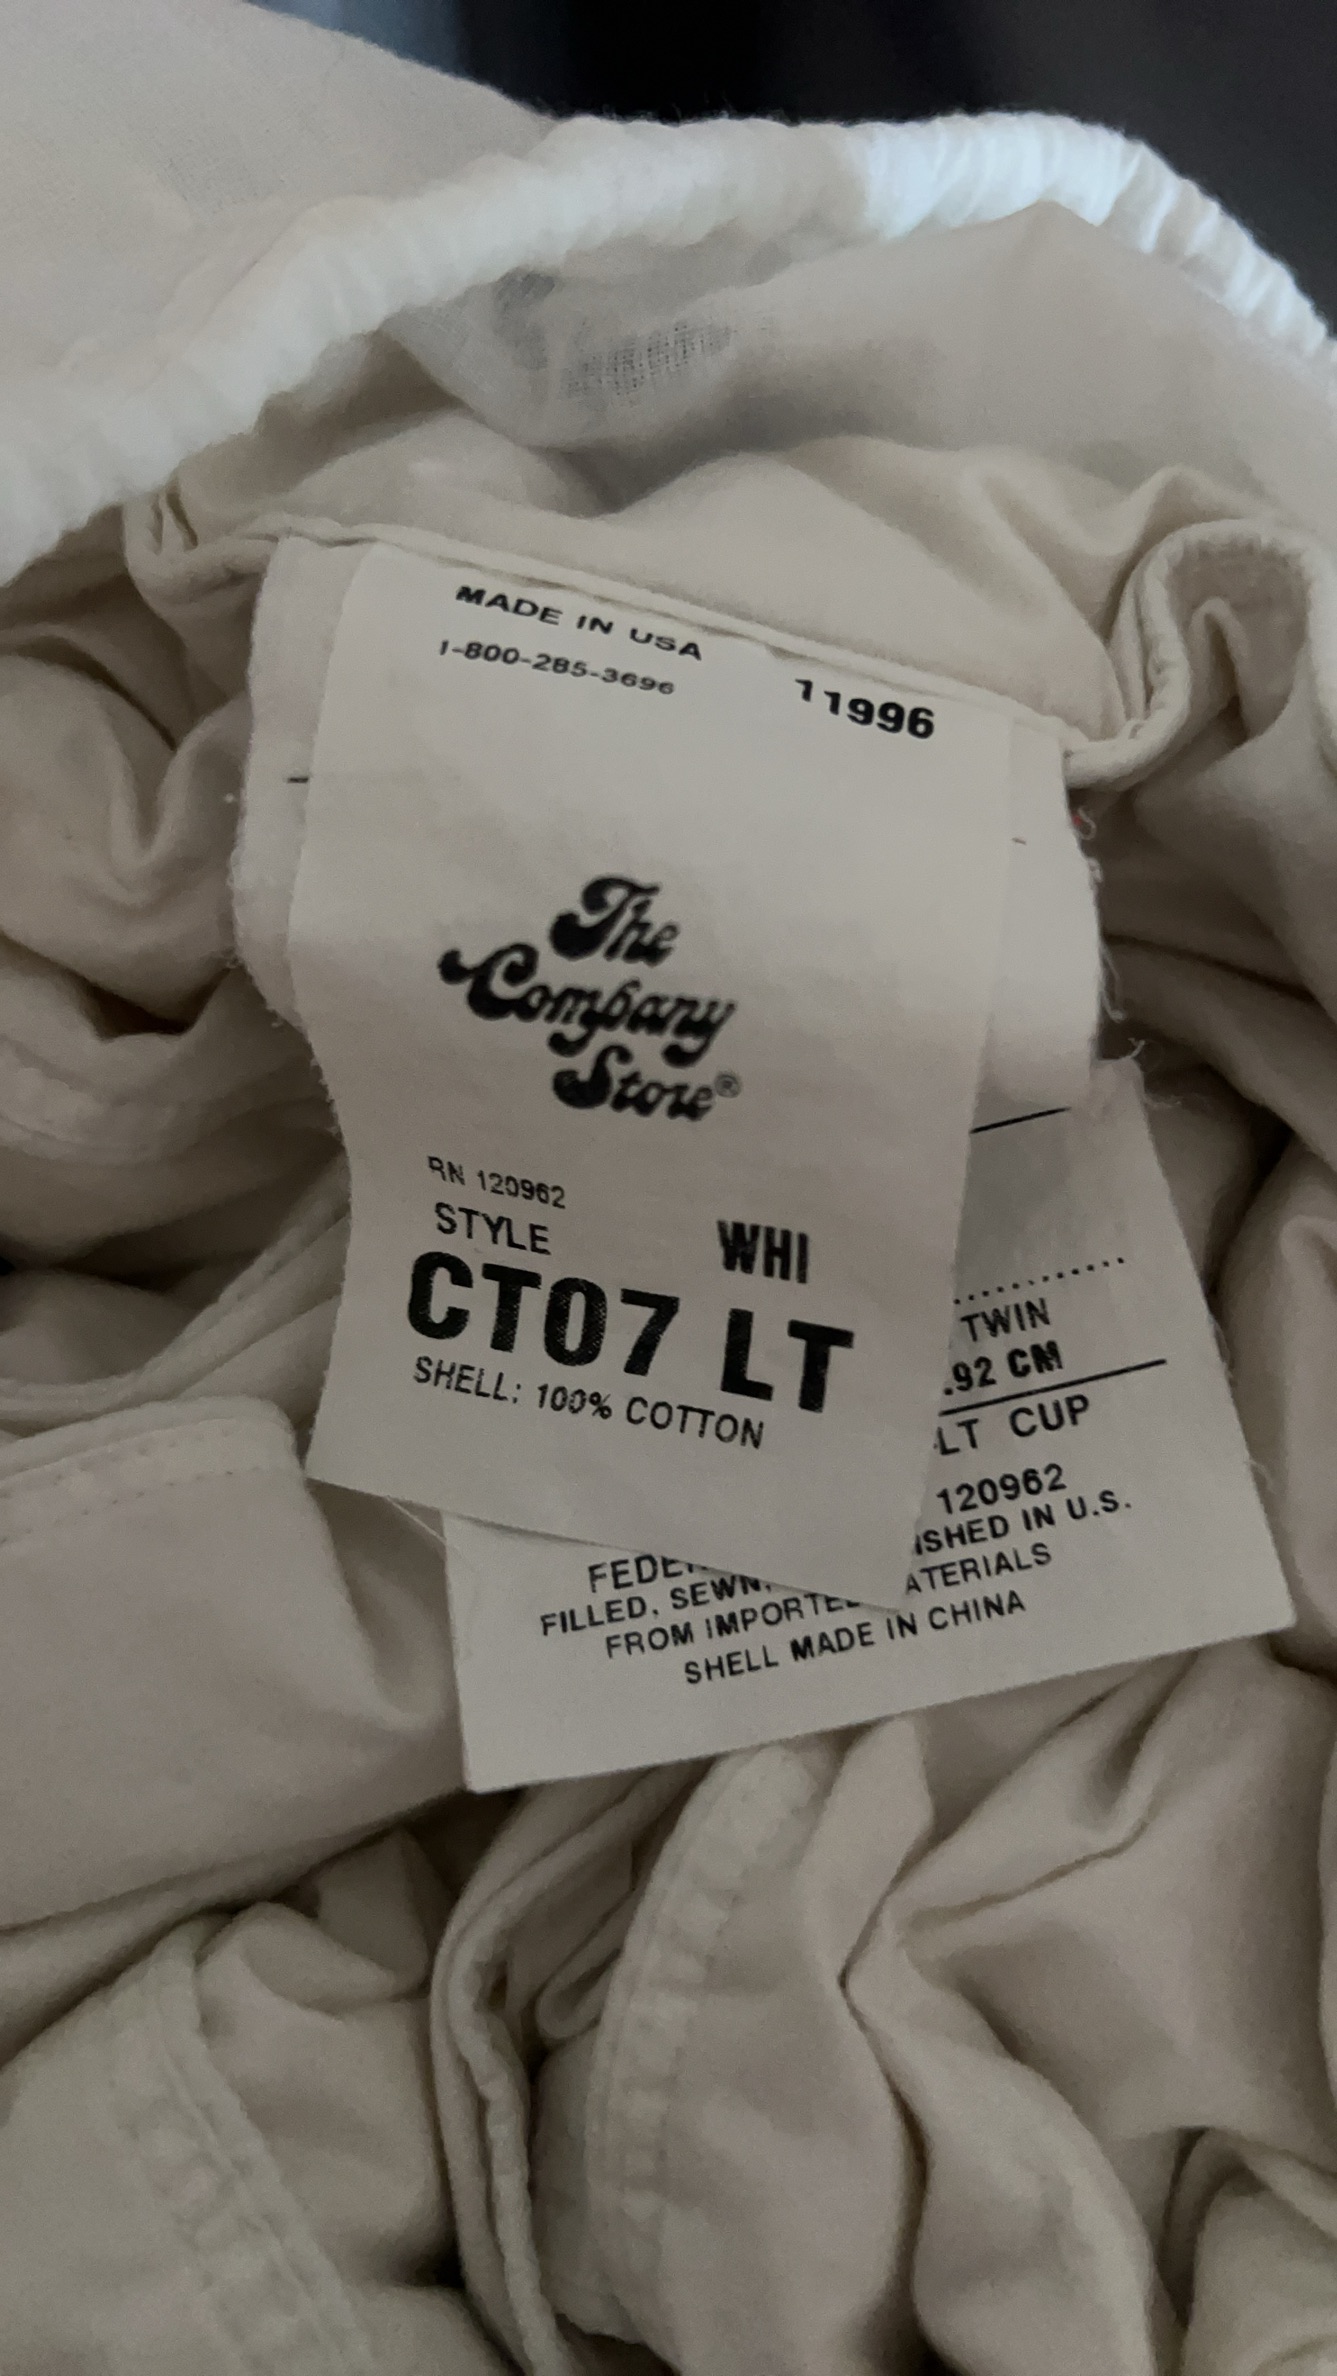 MADE IN USA
1-800-285-3696
11996
The
Company
Store®
RN 120962
STYLE WHI
CT07 LT
SHELL: 100% COTTON
TWIN
.92 CM
LT CUP
120962
ISHED IN U.S.
FILLED, SEWN,
ATERIALS
FROM IMPORTE
SHELL MADE IN CHINA